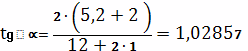 tg ∝= 2·(5,2 + 2) / 12 + 2·1 = 1,02857